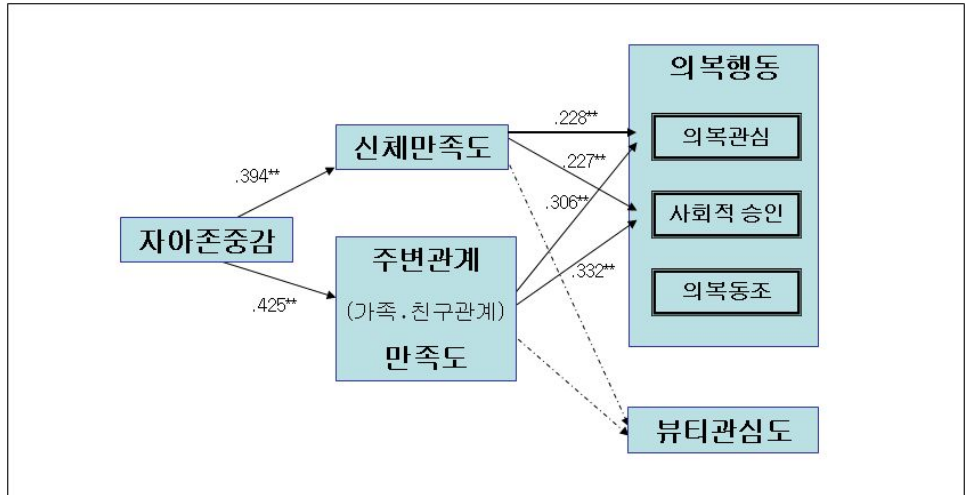 의복행동
.228**
의복관심
신체만족도
.227**
.394**
.306**
사회적 승인
자아존중감
주변관계
.332**
의복동조
.425**
(가족.친구관계)
만족도
뷰티관심도